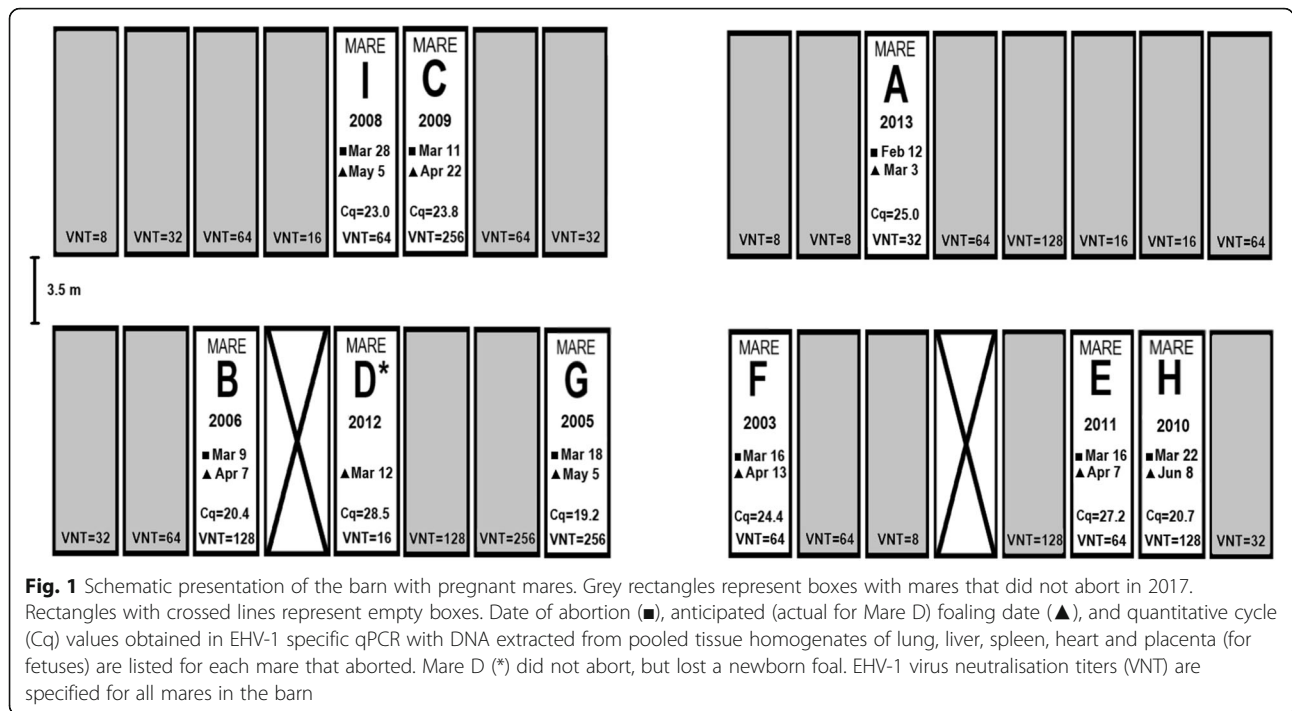 MARE MARE
I C
2008 2009
■Mar 28 ■Mar 11
▲May 5 ▲Apr 22
Cq=23.0 Cq=23.8
VNT=8 VNT=32 VNT=64 VNT=16 VNT=64 VNT=256 VNT=64 VNT=32
MARE
A
2013
■ Feb 12
▲ Mar 3
Cq=25.0
VNT=8 VNT=8 VNT=32 VNT=64 VNT=128 VNT=16 VNT=16 VNT=64
3.5 m
MARE MARE MARE
B D* G
2006 2012 2005
■Mar 9 ■Mar 18
▲Apr 7 ▲Mar 12 ▲May 5
Cq=20.4 Cq=28.5 Cq=19.2
VNT=32 VNT=64 VNT=128 VNT=16 VNT=128 VNT=256 VNT=256
MARE MARE MARE
F E H
2003 2011 2010
■Mar 16 ■Mar 16 ■Mar 22
▲Apr 13 ▲Apr 7 ▲Jun 8
Cq=24.4 Cq=27.2 Cq=20.7
VNT=64 VNT=64 VNT=8 VNT=128 VNT=64 VNT=128 VNT=32
Fig. 1 Schematic presentation of the barn with pregnant mares. Grey rectangles represent boxes with mares that did not abort in 2017.
Rectangles with crossed lines represent empty boxes. Date of abortion (■), anticipated (actual for Mare D) foaling date (▲), and quantitative cycle
(Cq) values obtained in EHV-1 specific qPCR with DNA extracted from pooled tissue homogenates of lung, liver, spleen, heart and placenta (for
fetuses) are listed for each mare that aborted. Mare D (*) did not abort, but lost a newborn foal. EHV-1 virus neutralisation titers (VNT) are
specified for all mares in the barn